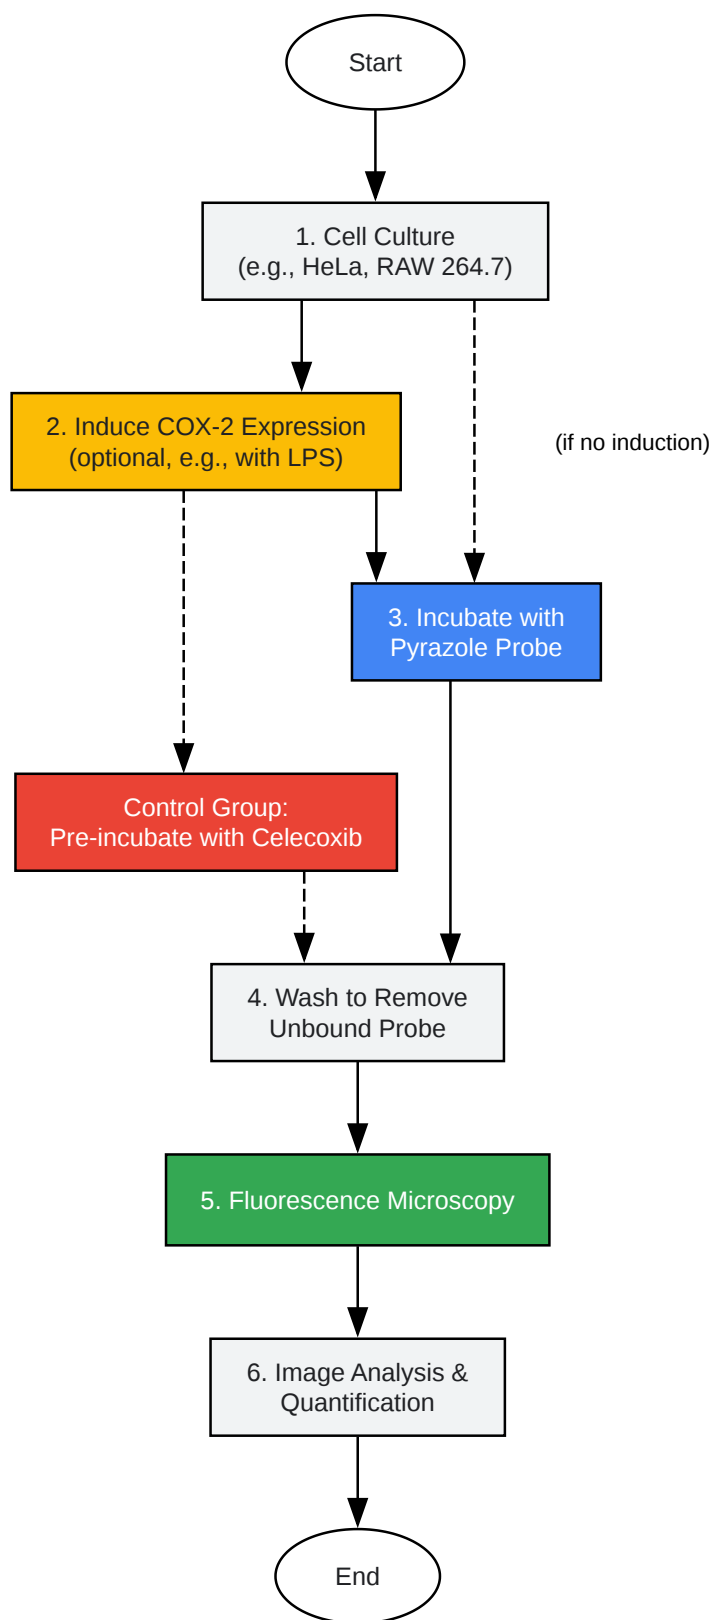 Start
1. Cell Culture
(e.g., HeLa, RAW 264.7)
2. Induce COX-2 Expression
(optional, e.g., with LPS)
(if no induction)
3. Incubate with
Pyrazole Probe
Control Group:
Pre-incubate with Celecoxib
4. Wash to Remove
Unbound Probe
5. Fluorescence Microscopy
6. Image Analysis &
Quantification
End